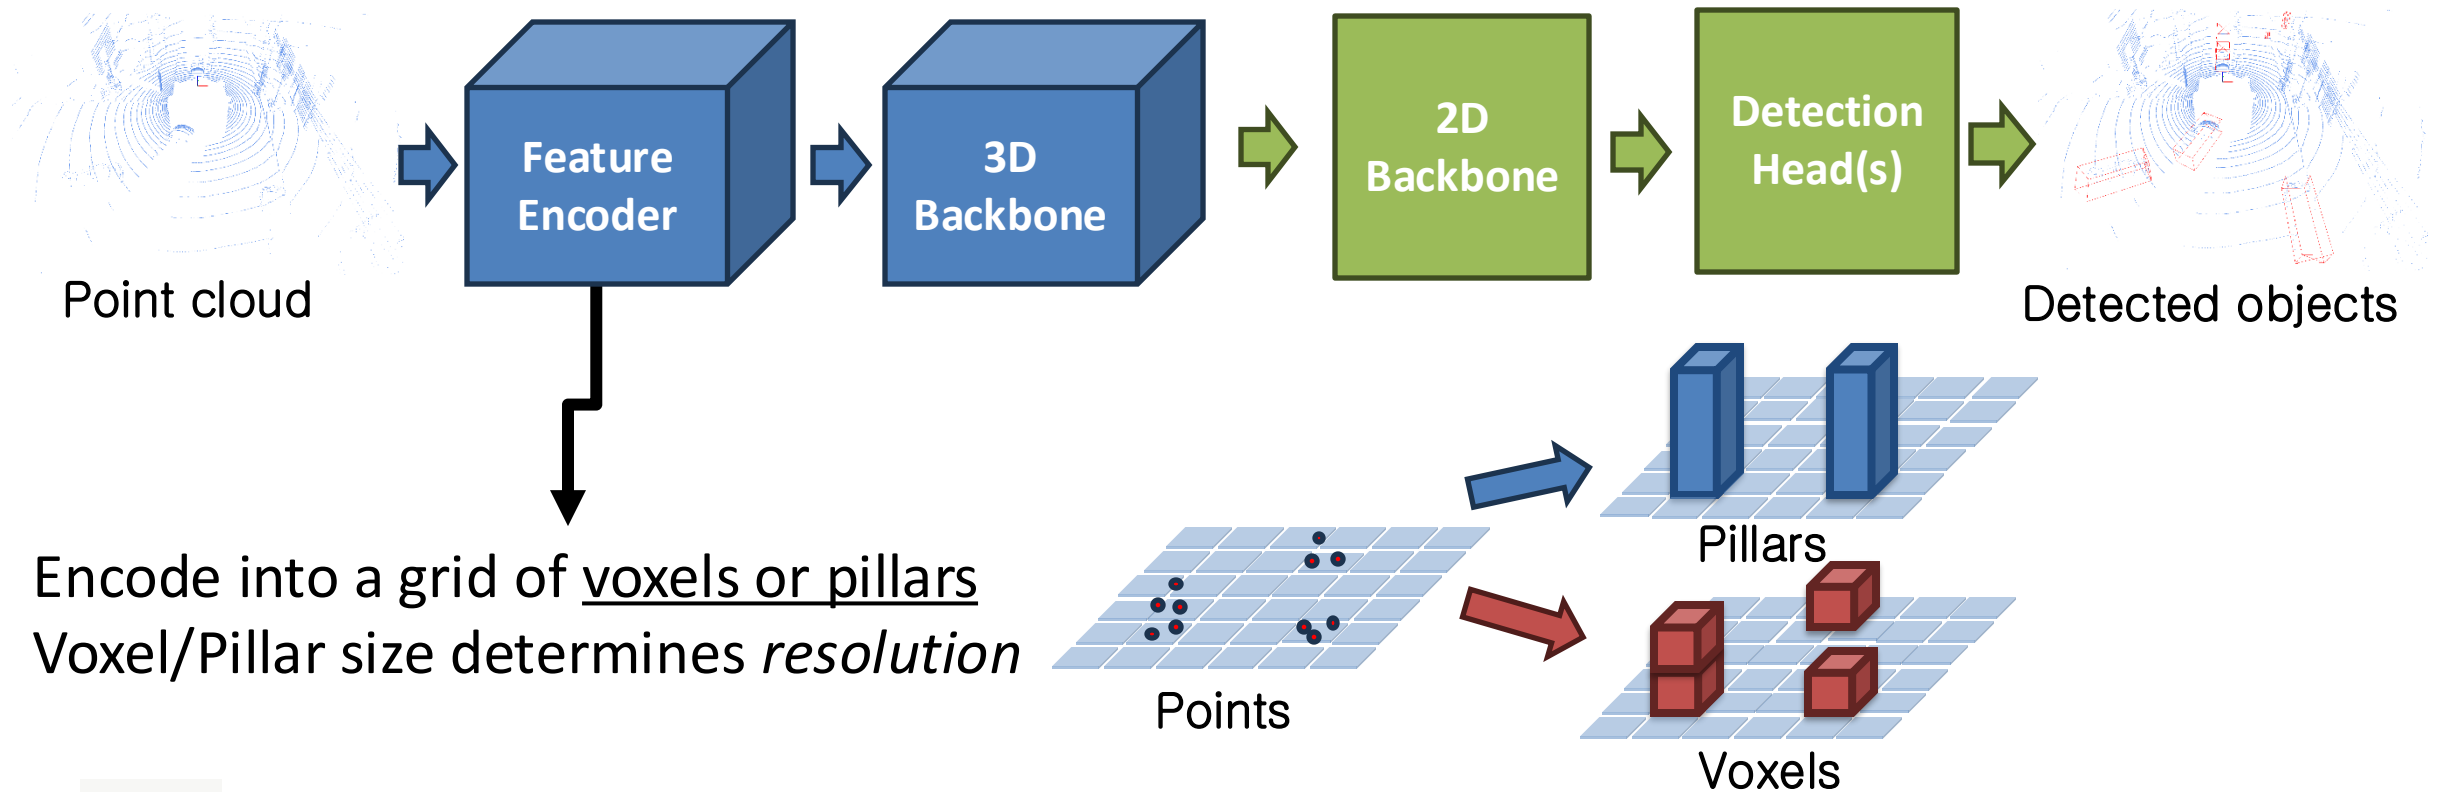 Feature
Encoder
3D
Backbone
2D
Backbone
Detection
Head(s)
Point cloud
Detected objects
Encode into a grid of voxels or pillars
Voxel/Pillar size determines resolution
Points
Pillars
Voxels